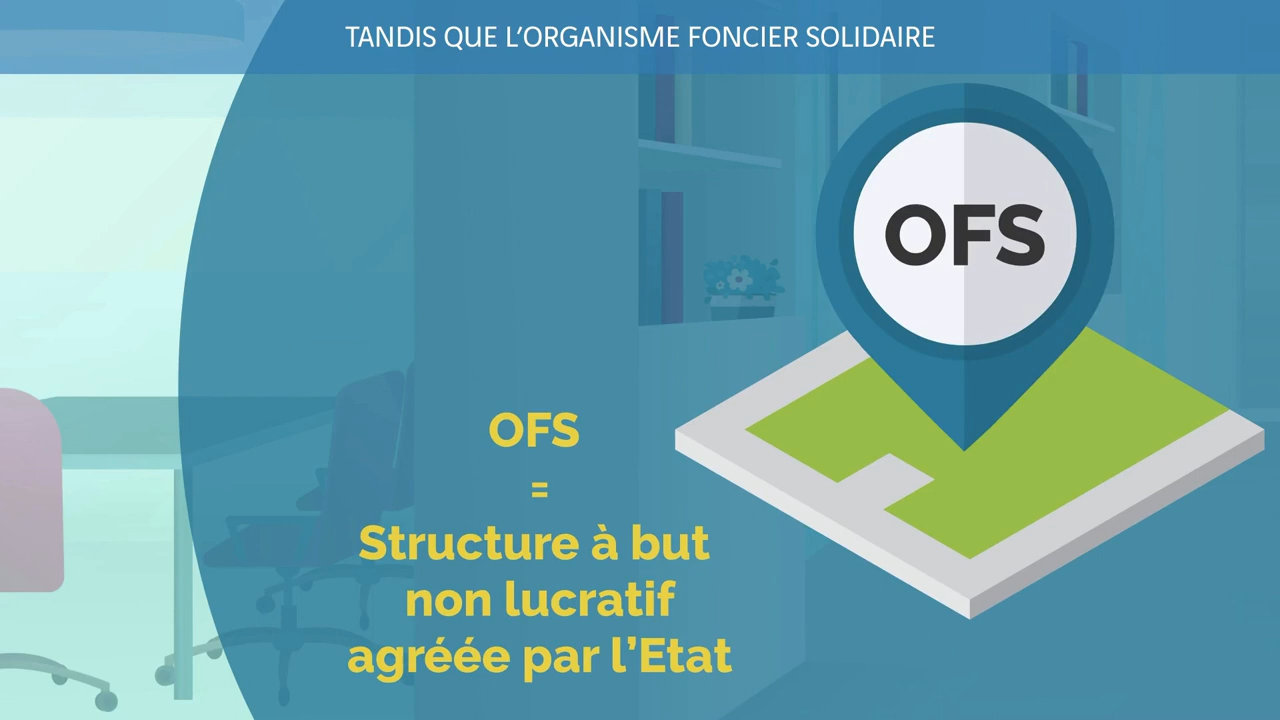 TANDIS QUE L’ORGANISME FONCIER SOLIDAIRE
OFS
OFS
=
Structure à but
non lucratif
agréée par l’Etat